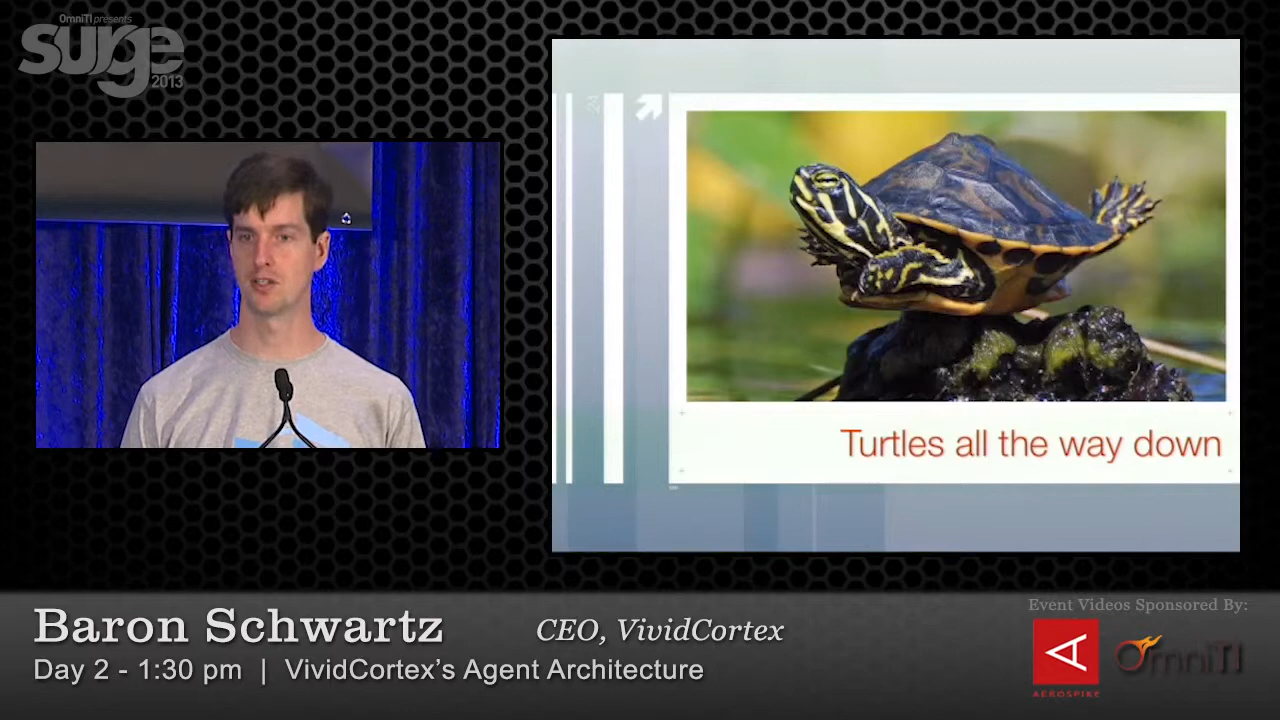 OmniTI presents
surge
2013
Turtles all the way down
Baron Schwartz
CEO, VividCortex
Day 2 - 1:30 pm | VividCortex's Agent Architecture
Event Videos Sponsored By:
AEROSPIKE
OmniTI